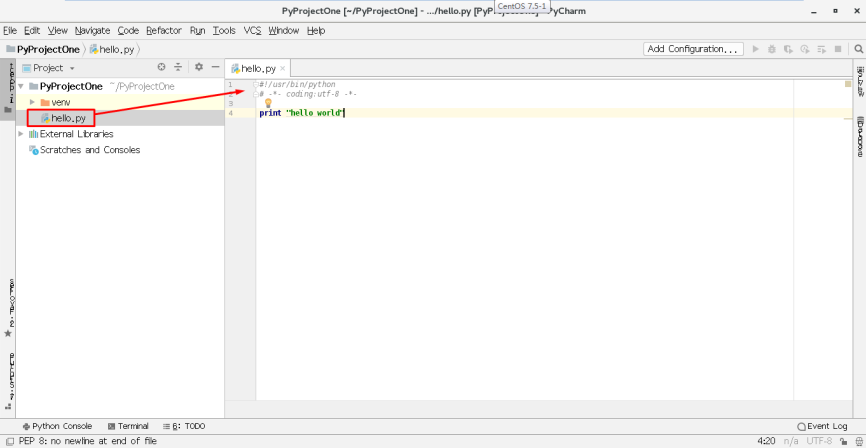 CentOS 7.5-1
PyProjectOne [~/PyProjectOne] - .../hello.py
File Edit View Navigate Code Refactor Run Tools VCS Window Help
PyProjectOne hello.py Add Configuration...
Project hello.py
PyProjectOne ~/PyProjectOne
venv
hello.py
External Libraries
Scratches and Consoles
1 #!/usr/bin/python
2 # -*- coding:utf-8 -*-
3
4 print "hello world"
Python Console Terminal 6: TODO Event Log
PEP 8: no newline at end of file 4:20 n/a UTF-8